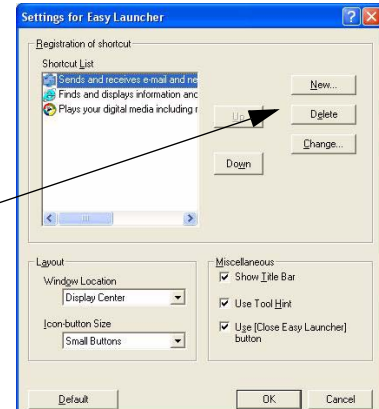 Settings for Easy Launcher
Registration of shortcut
Shortcut List
Sends and receives e-mail and ne
Finds and displays information anc
Plays your digital media including r
New...
Up
Delete
Change...
Down
Layout
Window Location
Display Center
Icon-button Size
Small Buttons
Miscellaneous
Show Title Bar
Use Tool Hint
Use [Close Easy Launcher]
button
Default
OK
Cancel